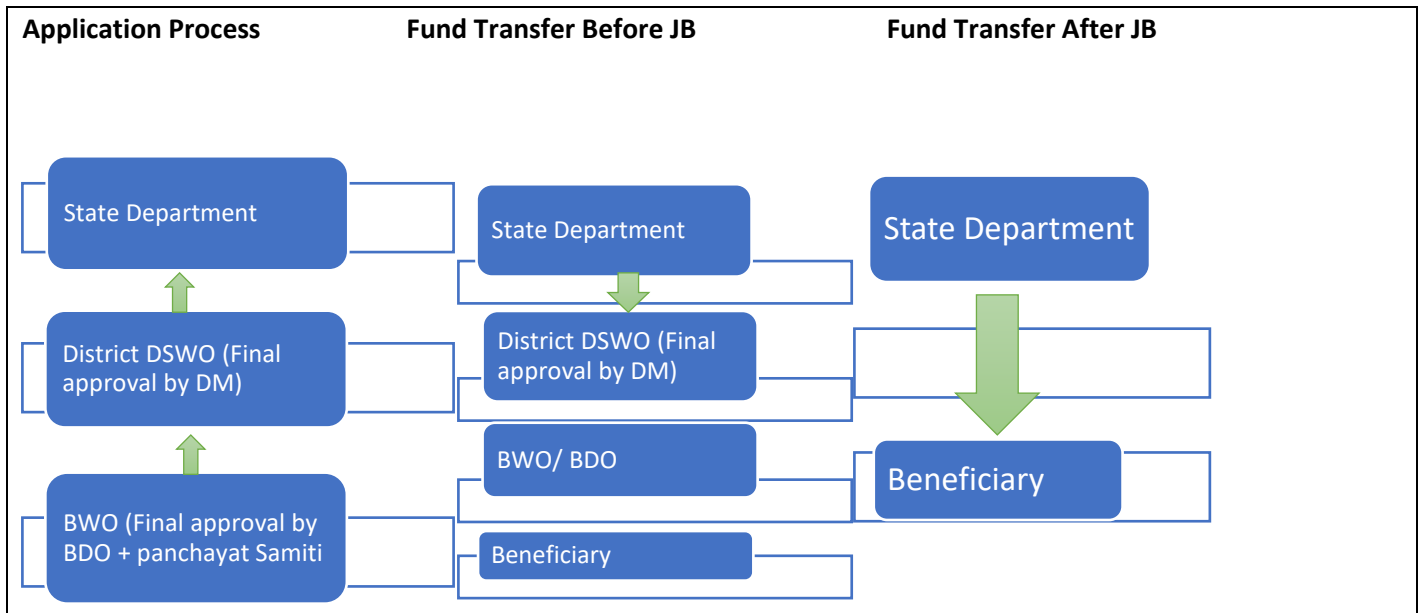 Application Process
Fund Transfer Before JB
Fund Transfer After JB
State Department
District DSWO (Final
approval by DM)
BWO (Final approval by
BDO + panchayat Samiti
State Department
District DSWO (Final
approval by DM)
BWO/ BDO
Beneficiary
State Department
Beneficiary